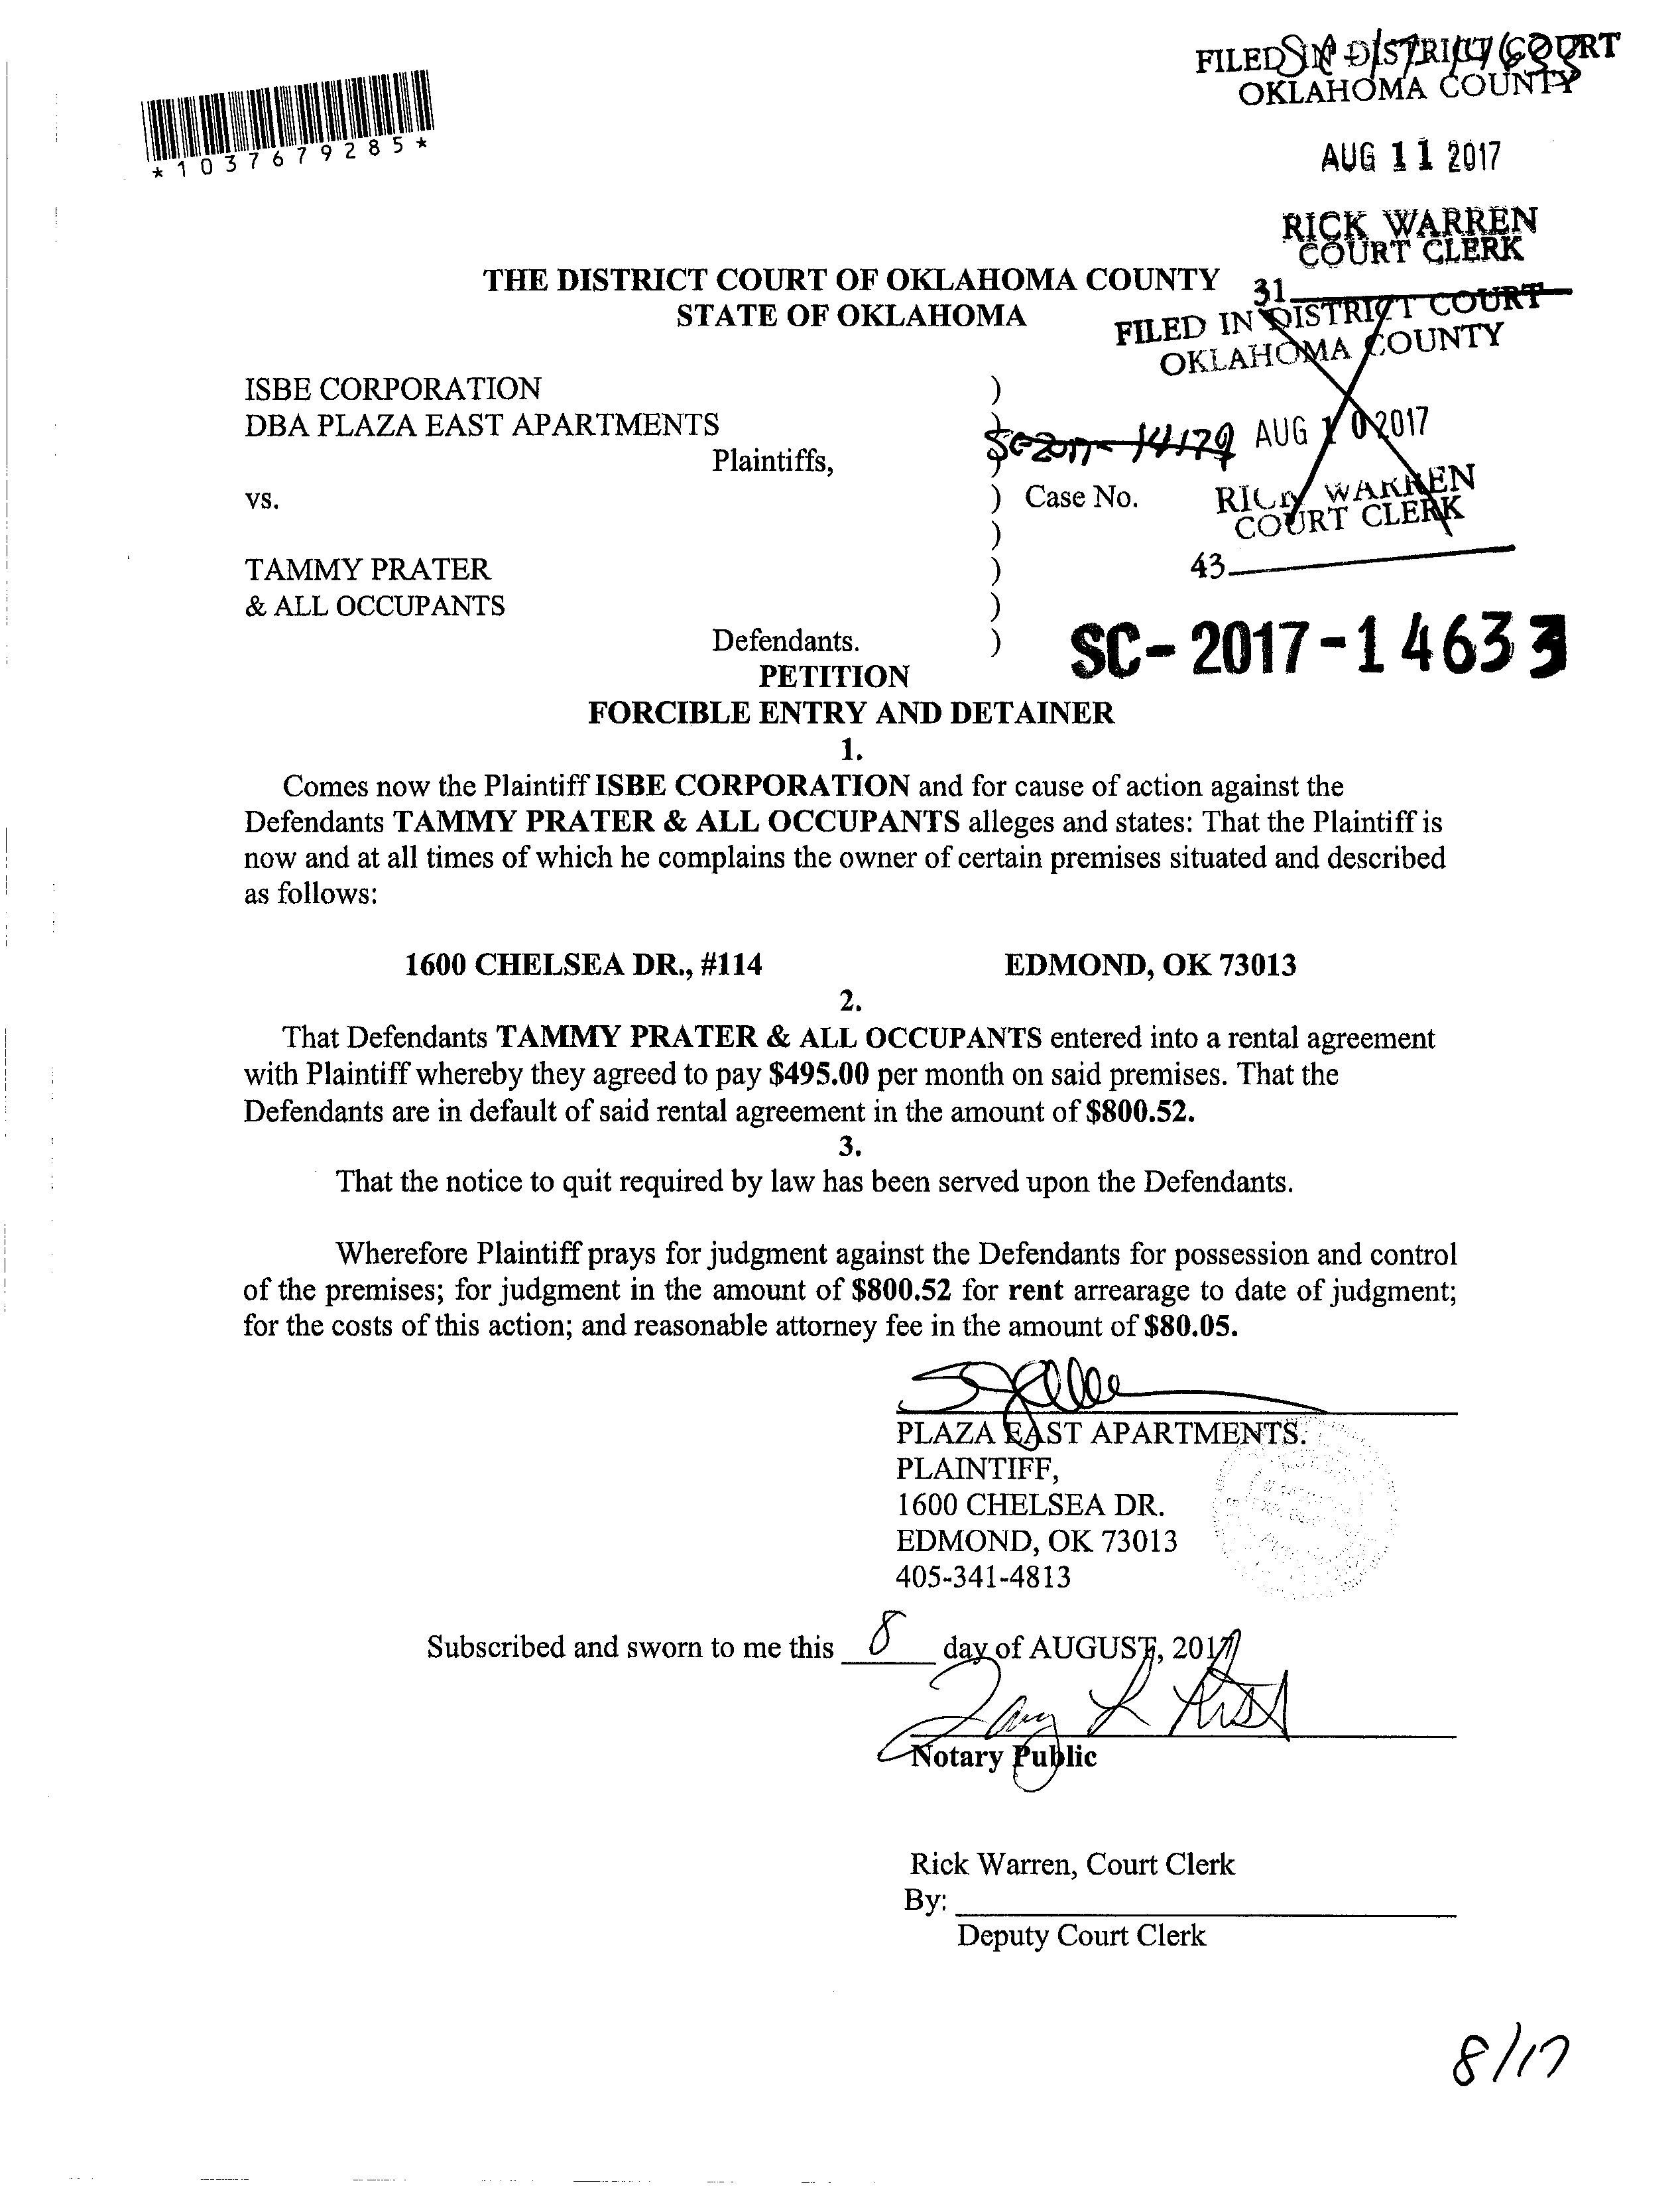 FILED IN DISTRICT COURT
OKLAHOMA COUNTY
*1037679285*
AUG 11 2017
RICK WARREN
COURT CLERK
31
THE DISTRICT COURT OF OKLAHOMA COUNTY
STATE OF OKLAHOMA
FILED IN DISTRICT COURT
OKLAHOMA COUNTY
ISBE CORPORATION )
DBA PLAZA EAST APARTMENTS )
SC-2017-14179 AUG 10 2017
Plaintiffs, )
vs. ) Case No.
RICK WARREN
COURT CLERK
)
43
TAMMY PRATER )
& ALL OCCUPANTS )
Defendants. )
SC-2017-14633
PETITION
FORCIBLE ENTRY AND DETAINER
1.
Comes now the Plaintiff ISBE CORPORATION and for cause of action against the
Defendants TAMMY PRATER & ALL OCCUPANTS alleges and states: That the Plaintiff is
now and at all times of which he complains the owner of certain premises situated and described
as follows:
1600 CHELSEA DR., #114 EDMOND, OK 73013
2.
That Defendants TAMMY PRATER & ALL OCCUPANTS entered into a rental agreement
with Plaintiff whereby they agreed to pay $495.00 per month on said premises. That the
Defendants are in default of said rental agreement in the amount of $800.52.
3.
That the notice to quit required by law has been served upon the Defendants.
Wherefore Plaintiff prays for judgment against the Defendants for possession and control
of the premises; for judgment in the amount of $800.52 for rent arrearage to date of judgment;
for the costs of this action; and reasonable attorney fee in the amount of $80.05.
PLAZA EAST APARTMENTS.
PLAINTIFF,
1600 CHELSEA DR.
EDMOND, OK 73013
405-341-4813
Subscribed and sworn to me this 8 day of AUGUST, 2017
Notary Public
Rick Warren, Court Clerk
By:
Deputy Court Clerk
8/17